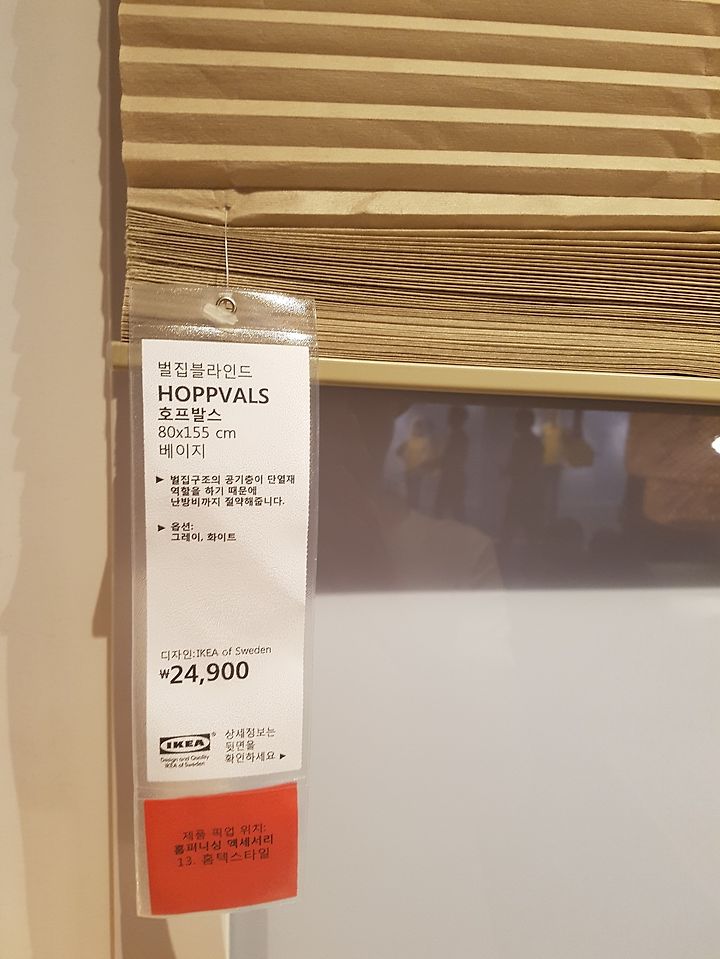 벌집블라인드
HOPPVALS
호프발스
80x155 cm
베이지
▶ 벌집구조의 공기층이 단열재
역할을 하기 때문에
난방비까지 절약해줍니다.
▶ 옵션:
그레이, 화이트
디자인:IKEA of Sweden
₩24,900
IKEA®
Design and Quality
IKEA of Sweden
상세정보는
뒷면을
확인하세요 ▶
제품 픽업 위치:
홈퍼니싱 액세서리
13. 홈텍스타일